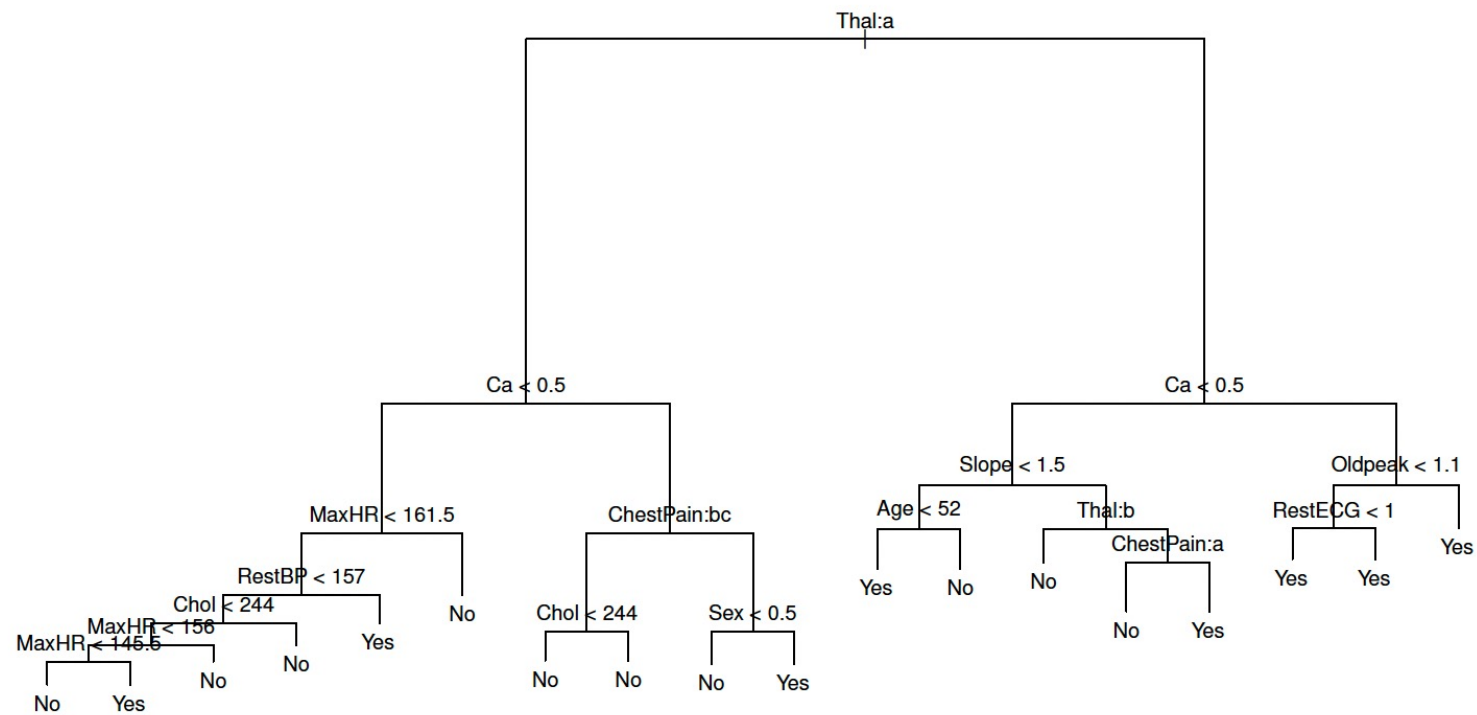 Thal:a
Ca < 0.5
Ca < 0.5
Slope < 1.5
Oldpeak < 1.1
MaxHR < 161.5
ChestPain:bc
Age < 52
Thal:b
RestECG < 1
ChestPain:a
Yes
RestBP < 157
Yes
No
No
Yes
Yes
Chol < 244
No
Chol < 244
Sex < 0.5
No
Yes
MaxHR < 156
Yes
MaxHR < 145.5
No
No
No
No
No
Yes
No
Yes